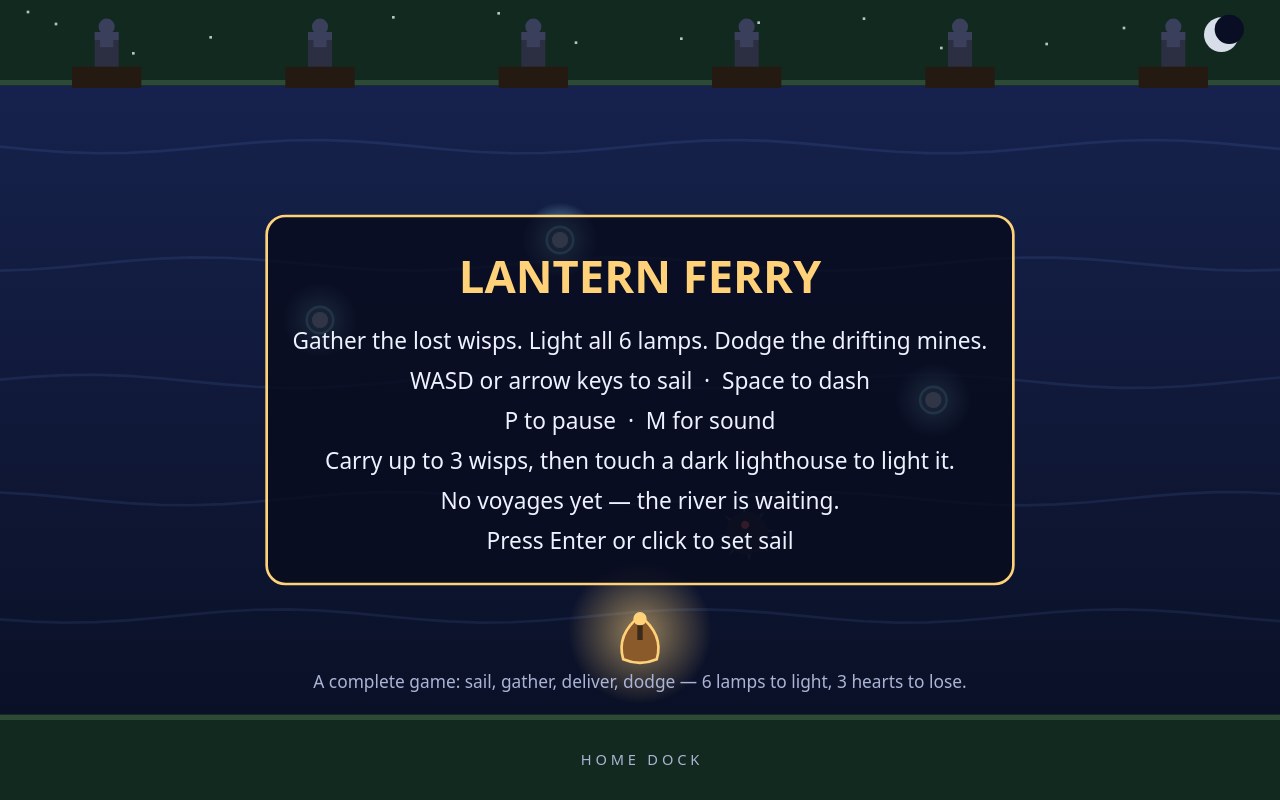 LANTERN FERRY
Gather the lost wisps. Light all 6 lamps. Dodge the drifting mines.
WASD or arrow keys to sail · Space to dash
P to pause · M for sound
Carry up to 3 wisps, then touch a dark lighthouse to light it.
No voyages yet — the river is waiting.
Press Enter or click to set sail
A complete game: sail, gather, deliver, dodge — 6 lamps to light, 3 hearts to lose.
HOME DOCK